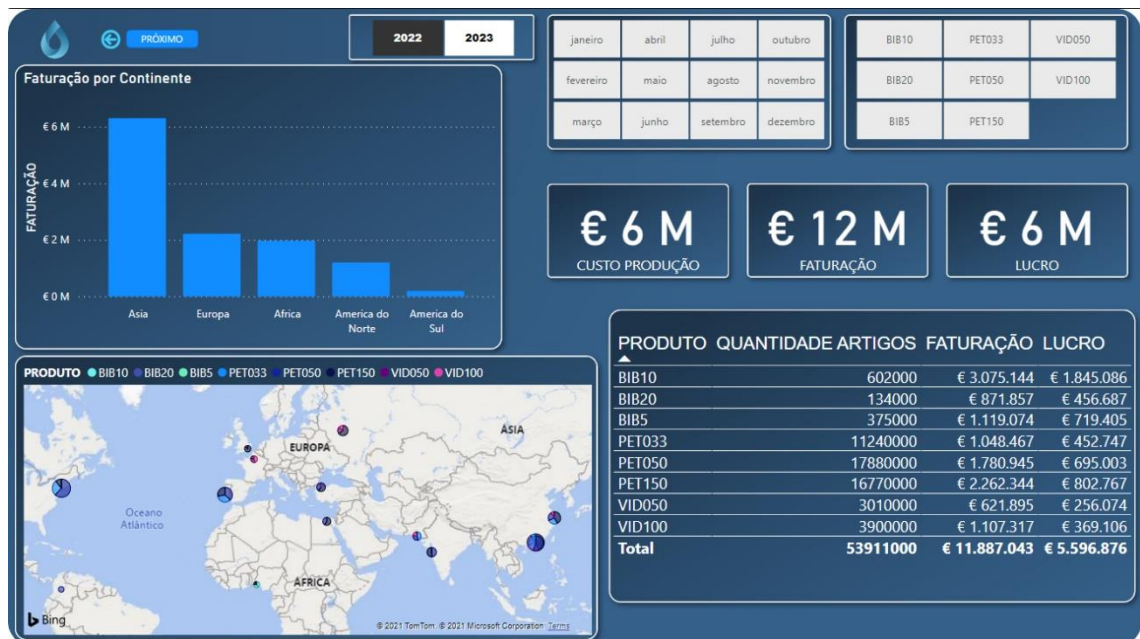 PRÓXIMO
2022 2023
janeiro abril julho outubro
fevereiro maio agosto novembro
março junho setembro dezembro
BIB10 PET033 VID050
BIB20 PET050 VID100
BIB5 PET150
Faturação por Continente
FATURAÇÃO
€ 6 M
€ 4 M
€ 2 M
€ 0 M
Asia Europa Africa America do Norte America do Sul
€ 6 M
CUSTO PRODUÇÃO
€ 12 M
FATURAÇÃO
€ 6 M
LUCRO
PRODUTO BIB10 BIB20 BIB5 PET033 PET050 PET150 VID050 VID100
ÁSIA
EUROPA
Oceano
Atlântico
ÁFRICA
Bing
© 2021 TomTom © 2021 Microsoft Corporation Terms
PRODUTO QUANTIDADE ARTIGOS FATURAÇÃO LUCRO
BIB10 602000 € 3.075.144 € 1.845.086
BIB20 134000 € 871.857 € 456.687
BIB5 375000 € 1.119.074 € 719.405
PET033 11240000 € 1.048.467 € 452.747
PET050 17880000 € 1.780.945 € 695.003
PET150 16770000 € 2.262.344 € 802.767
VID050 3010000 € 621.895 € 256.074
VID100 3900000 € 1.107.317 € 369.106
Total 53911000 € 11.887.043 € 5.596.876